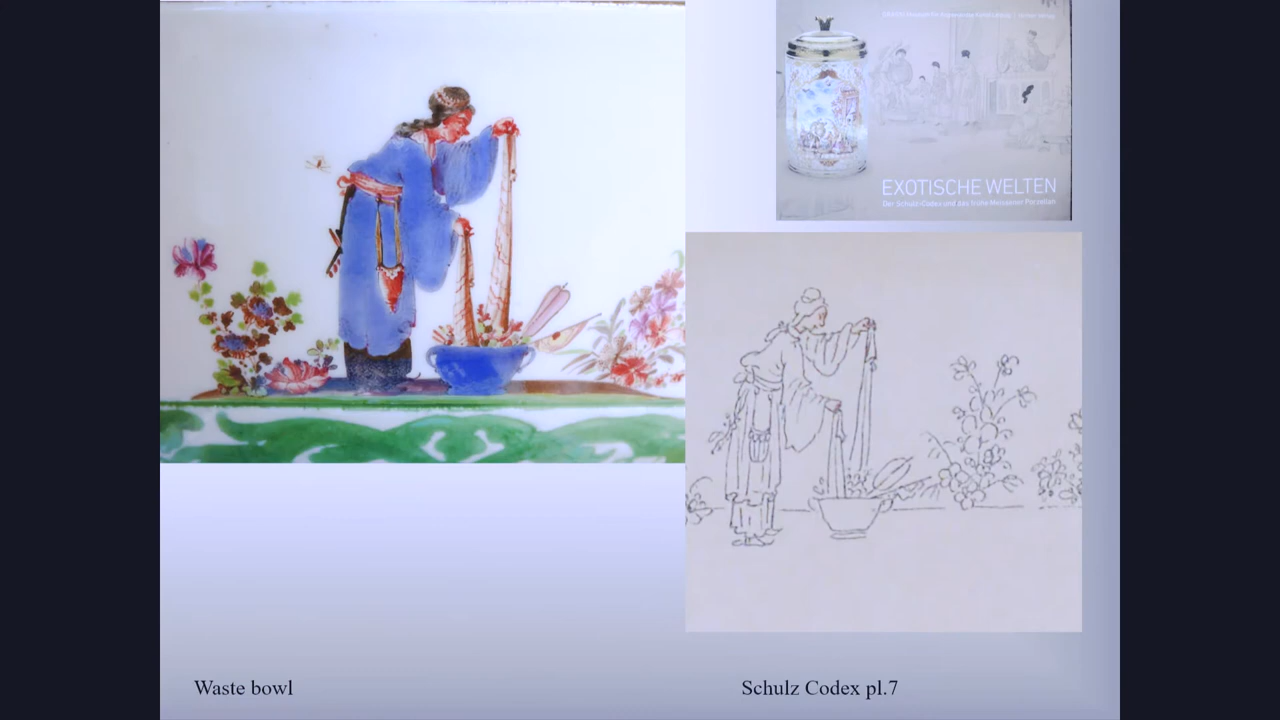 EXOTISCHE WELTEN
Der Schulz-Codex und das frühe Meissener Porzellan
Waste bowl
Schulz Codex pl.7